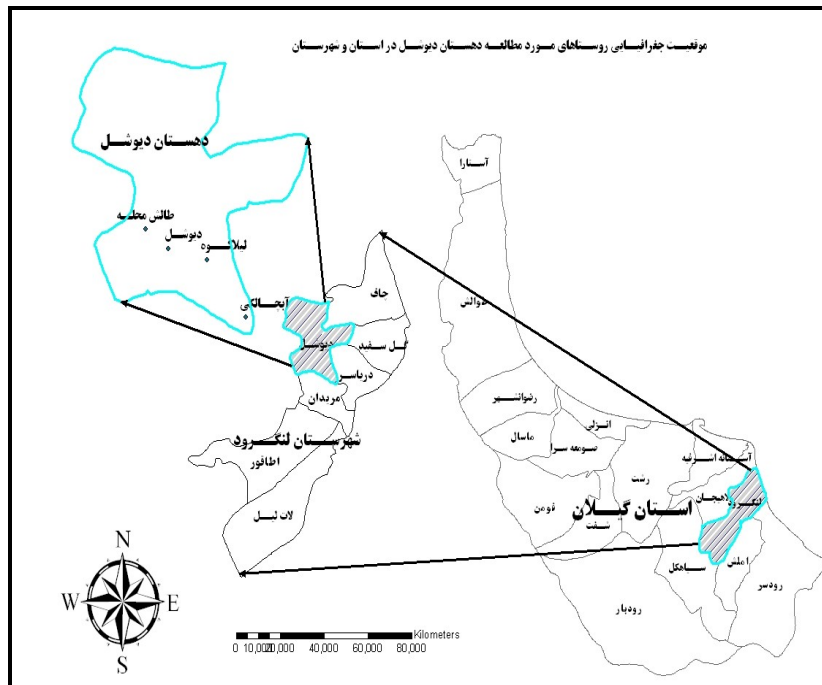 موقعیت جغرافیایی روستاهای مورد مطالعه دهستان دیوشل در استان و شهرستان
دهستان دیوشل
طالش محله
دیوشل
لیلاکوه
آبچالکی
چاف
دیوشل
گل سفید
دریاسر
مریدان
شهرستان لنگرود
اطاقور
لات لیل
آستارا
طوالش
رضوانشهر
ماسال
انزلی
صومعه سرا
رشت
آستانه اشرفیه
لاهیجان
لنگرود
استان گیلان
فومن
شفت
سیاهکل
املش
رودسر
رودبار
N
W
E
S
Kilometers
0 10,000 20,000 40,000 60,000 80,000